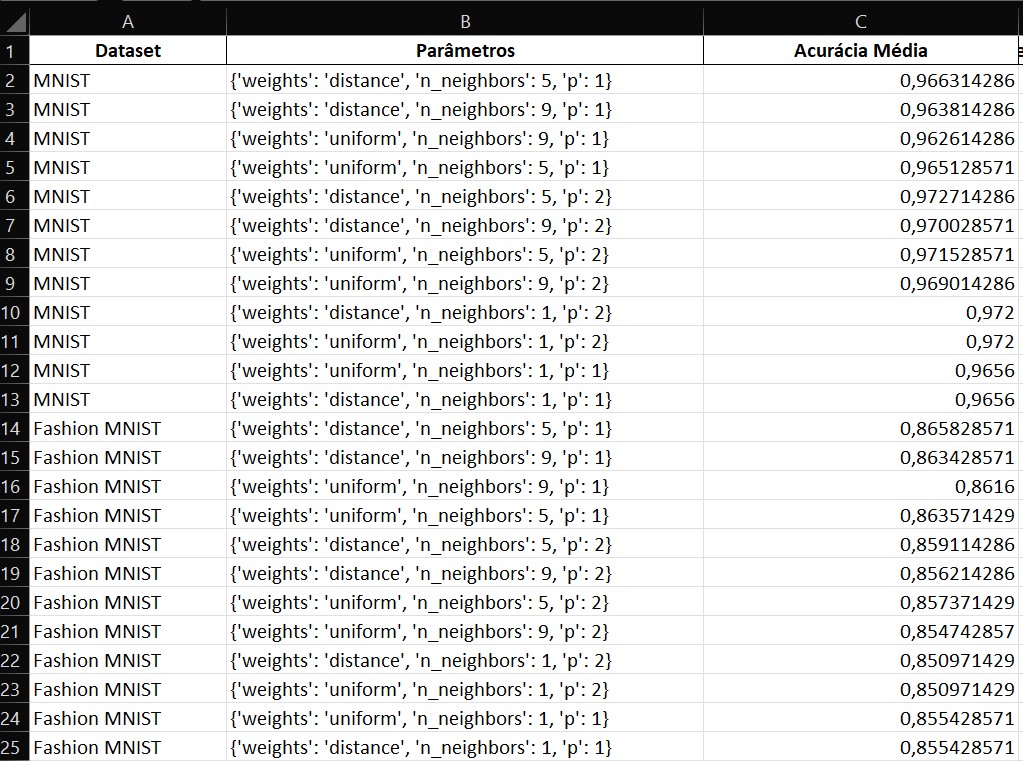 A B C
1 Dataset Parâmetros Acurácia Média
2 MNIST {'weights': 'distance', 'n_neighbors': 5, 'p': 1} 0,966314286
3 MNIST {'weights': 'distance', 'n_neighbors': 9, 'p': 1} 0,963814286
4 MNIST {'weights': 'uniform', 'n_neighbors': 9, 'p': 1} 0,962614286
5 MNIST {'weights': 'uniform', 'n_neighbors': 5, 'p': 1} 0,965128571
6 MNIST {'weights': 'distance', 'n_neighbors': 5, 'p': 2} 0,972714286
7 MNIST {'weights': 'distance', 'n_neighbors': 9, 'p': 2} 0,970028571
8 MNIST {'weights': 'uniform', 'n_neighbors': 5, 'p': 2} 0,971528571
9 MNIST {'weights': 'uniform', 'n_neighbors': 9, 'p': 2} 0,969014286
10 MNIST {'weights': 'distance', 'n_neighbors': 1, 'p': 2} 0,972
11 MNIST {'weights': 'uniform', 'n_neighbors': 1, 'p': 2} 0,972
12 MNIST {'weights': 'uniform', 'n_neighbors': 1, 'p': 1} 0,9656
13 MNIST {'weights': 'distance', 'n_neighbors': 1, 'p': 1} 0,9656
14 Fashion MNIST {'weights': 'distance', 'n_neighbors': 5, 'p': 1} 0,865828571
15 Fashion MNIST {'weights': 'distance', 'n_neighbors': 9, 'p': 1} 0,863428571
16 Fashion MNIST {'weights': 'uniform', 'n_neighbors': 9, 'p': 1} 0,8616
17 Fashion MNIST {'weights': 'uniform', 'n_neighbors': 5, 'p': 1} 0,863571429
18 Fashion MNIST {'weights': 'distance', 'n_neighbors': 5, 'p': 2} 0,859114286
19 Fashion MNIST {'weights': 'distance', 'n_neighbors': 9, 'p': 2} 0,856214286
20 Fashion MNIST {'weights': 'uniform', 'n_neighbors': 5, 'p': 2} 0,857371429
21 Fashion MNIST {'weights': 'uniform', 'n_neighbors': 9, 'p': 2} 0,854742857
22 Fashion MNIST {'weights': 'distance', 'n_neighbors': 1, 'p': 2} 0,850971429
23 Fashion MNIST {'weights': 'uniform', 'n_neighbors': 1, 'p': 2} 0,850971429
24 Fashion MNIST {'weights': 'uniform', 'n_neighbors': 1, 'p': 1} 0,855428571
25 Fashion MNIST {'weights': 'distance', 'n_neighbors': 1, 'p': 1} 0,855428571